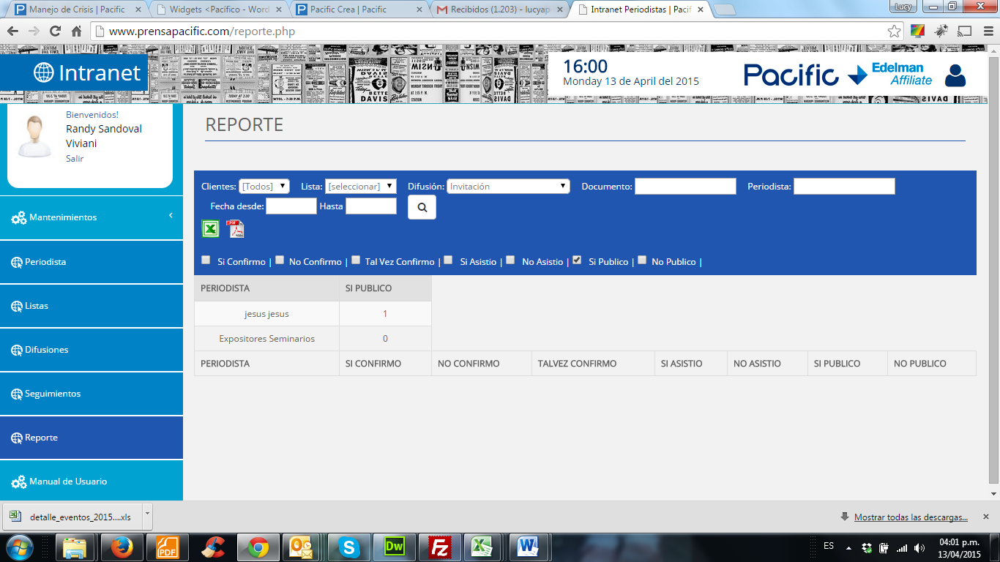 Manejo de Crisis | Pacific
Widgets <Pacífico - Word
Pacific Crea | Pacific
Recibidos (1.203) - lucyap
Intranet Periodistas | Pacif
Lucy
www.prensapacific.com/reporte.php
Intranet
16:00
Monday 13 de April del 2015
Pacific
Edelman
Affiliate
Bienvenidos!
Randy Sandoval
Viviani
Salir
REPORTE
Clientes: [Todos] Lista: [seleccionar] Difusión: Invitación Documento: Periodista:
Fecha desde: Hasta
PDF
Si Confirmo | No Confirmo | Tal Vez Confirmo | Si Asistio | No Asistio | Si Publico | No Publico |
PERIODISTA SI PUBLICO
jesus jesus 1
Expositores Seminarios 0
PERIODISTA SI CONFIRMO NO CONFIRMO TALVEZ CONFIRMO SI ASISTIO NO ASISTIO SI PUBLICO NO PUBLICO
Mantenimientos
Periodista
Listas
Difusiones
Seguimientos
Reporte
Manual de Usuario
detalle_eventos_2015....xls
Mostrar todas las descargas...
PDF
Dw
Fz
ES
04:01 p.m.
13/04/2015